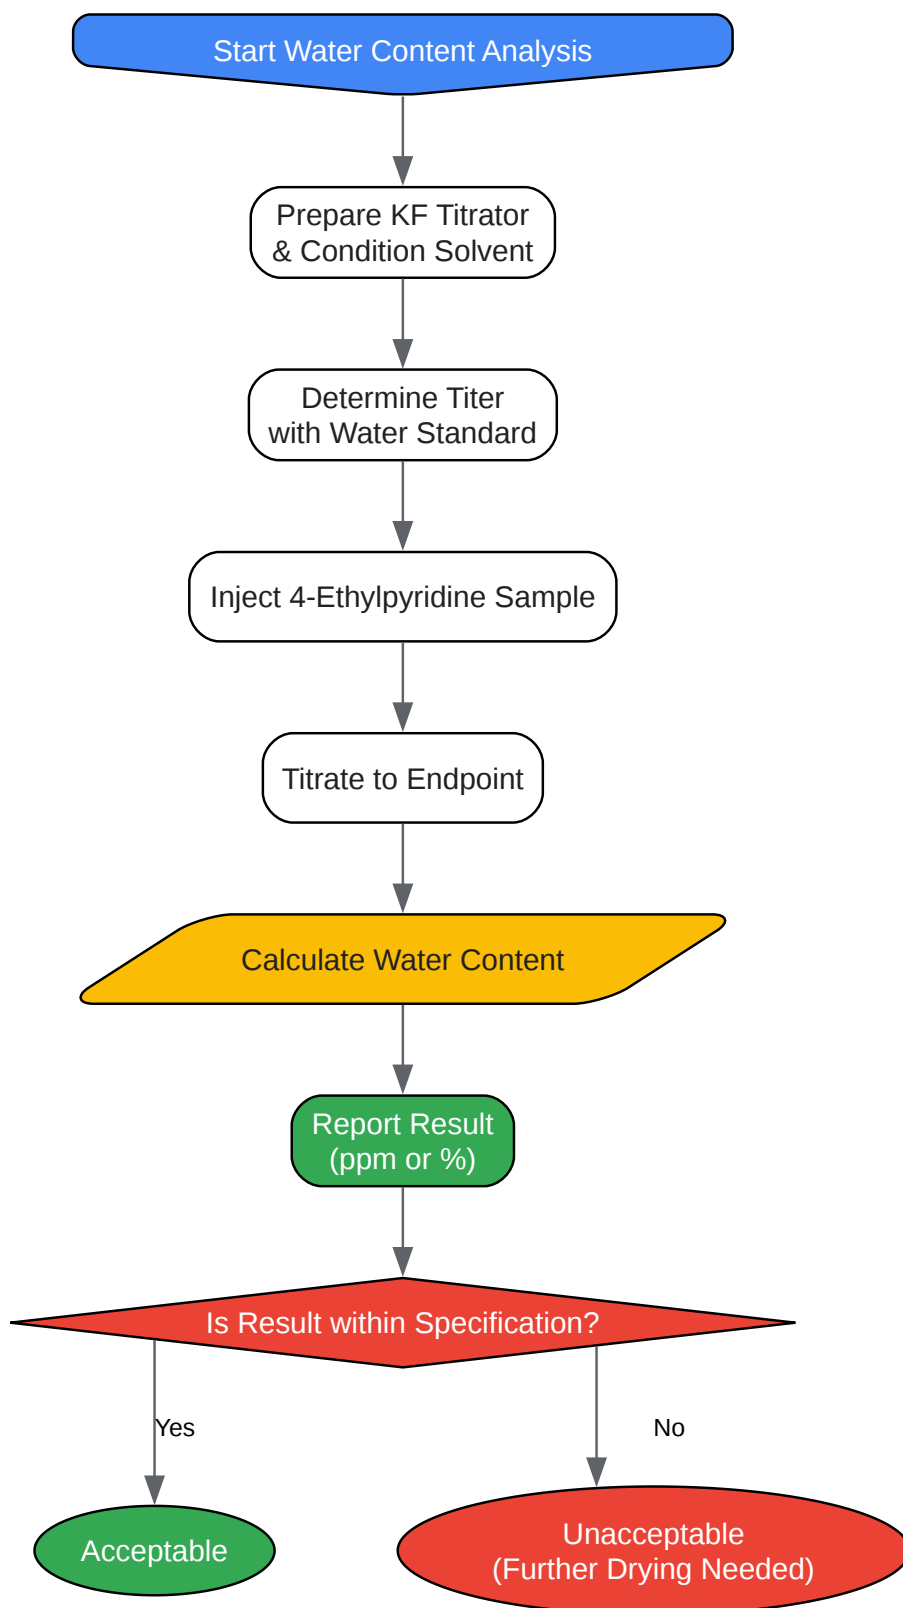 Start Water Content Analysis
Prepare KF Titrator
& Condition Solvent
Determine Titer
with Water Standard
Inject 4-Ethylpyridine Sample
Titrate to Endpoint
Calculate Water Content
Report Result
(ppm or %)
Is Result within Specification?
Yes
No
Acceptable
Unacceptable
(Further Drying Needed)